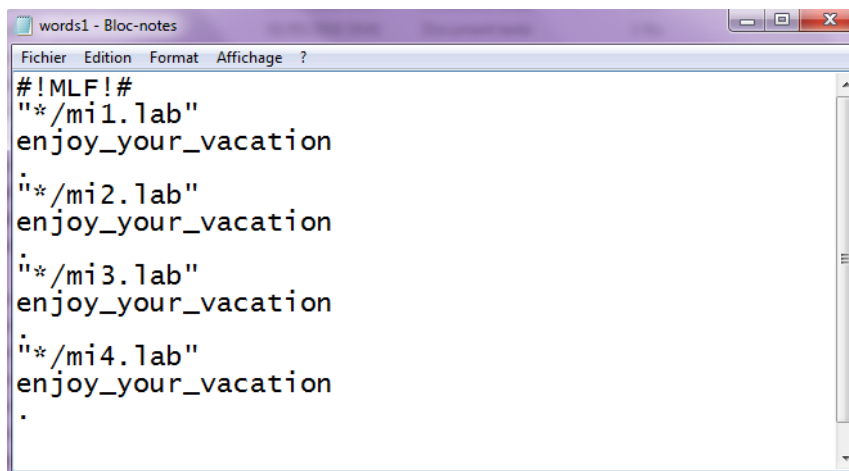 words1 - Bloc-notes
Fichier Edition Format Affichage ?
#!MLF!#
"*/mi1.lab"
enjoy_your_vacation
.
"*/mi2.lab"
enjoy_your_vacation
.
"*/mi3.lab"
enjoy_your_vacation
.
"*/mi4.lab"
enjoy_your_vacation
.